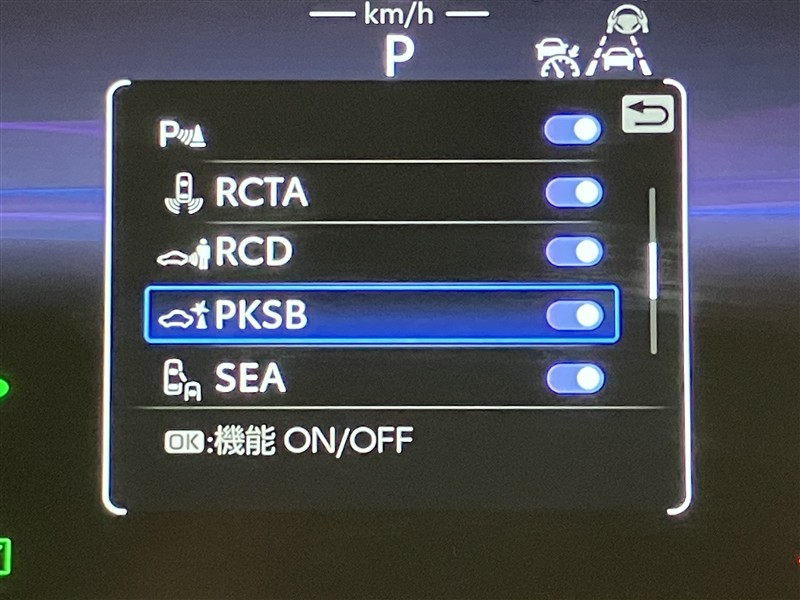 km/h
P
P
RCTA
RCD
PKSB
SEA
OK:機能 ON/OFF